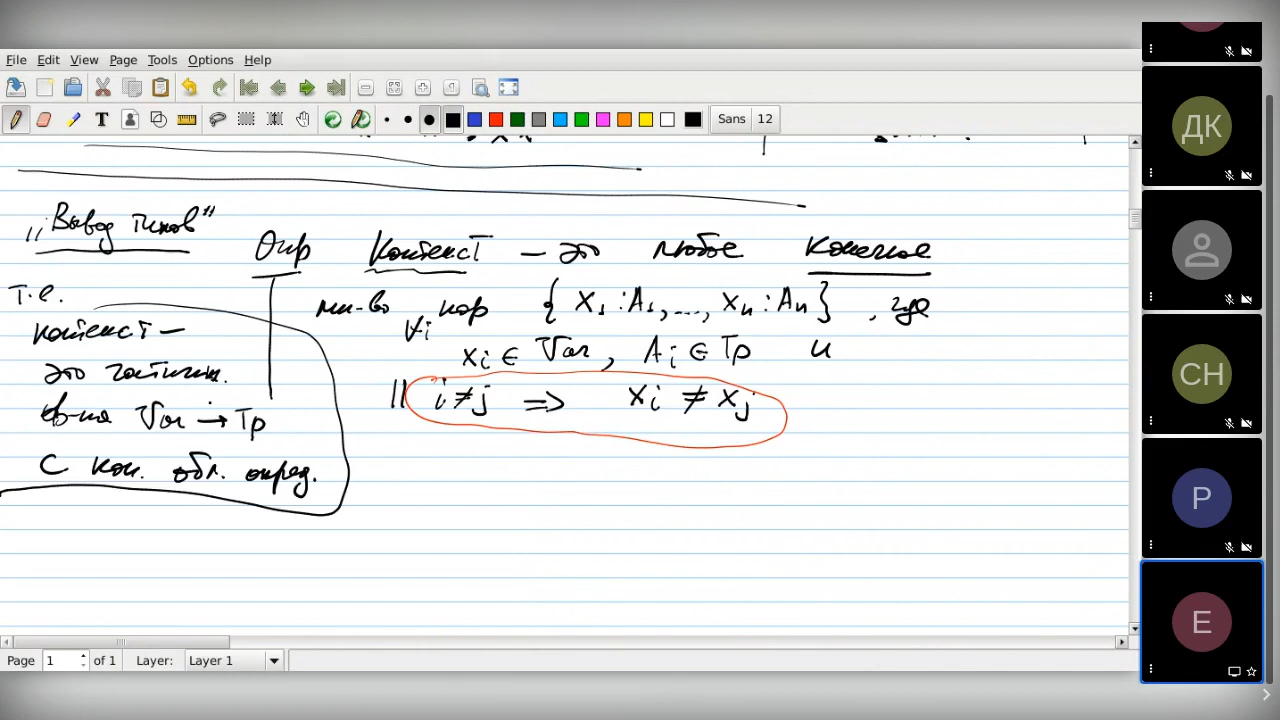 File Edit View Page Tools Options Help
Sans 12
„Вывод типов"
Опр Контекст – это любое конечное
мн-во пар { x₁ : A₁, ..., xₙ : Aₙ } , где
∀i xᵢ ∈ Var , Aᵢ ∈ Tp и
|| i ≠ j ⇒ xᵢ ≠ xⱼ
т.е.
контекст –
это частичн.
ф-ия Var → Tp
с кон. обл. опред.
Page 1 of 1 Layer: Layer 1
ДК
СН
Р
Е